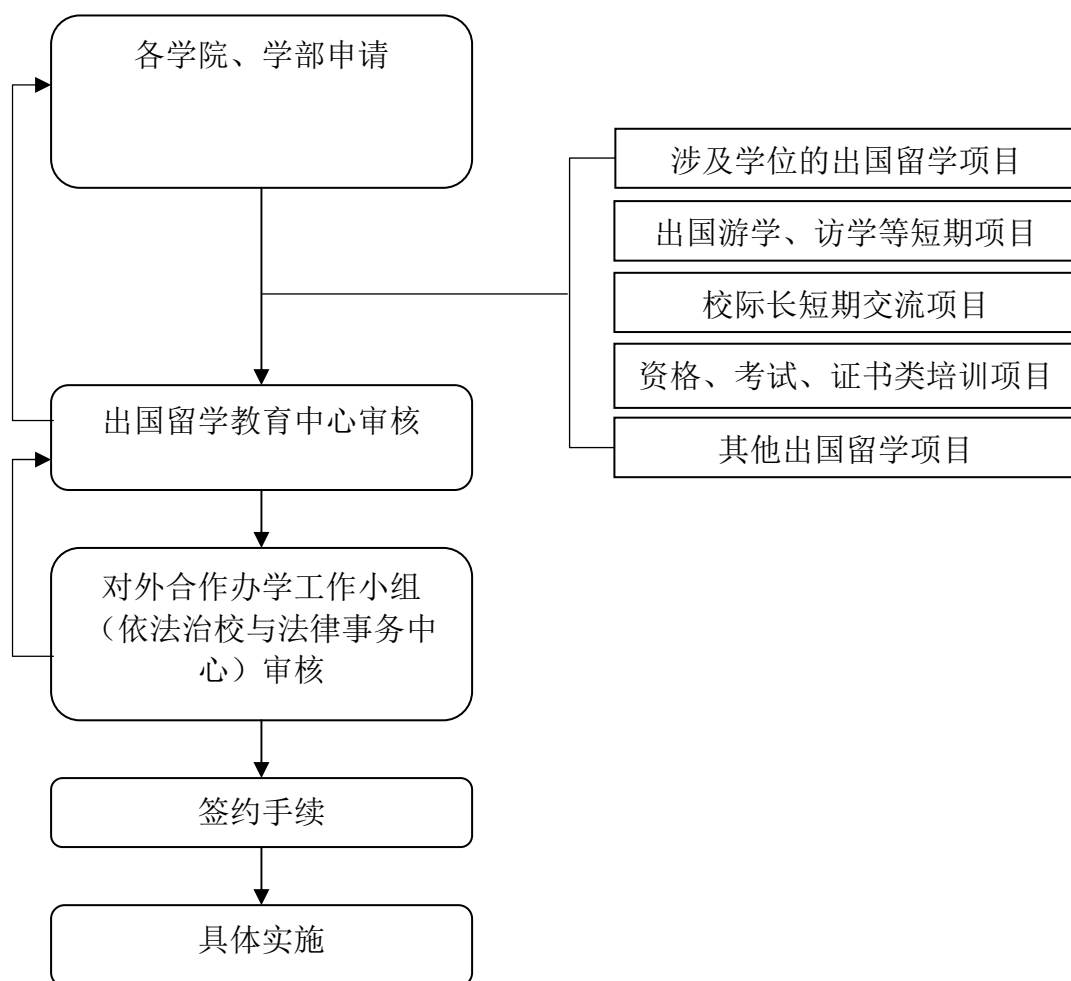 各学院、学部申请
涉及学位的出国留学项目
出国游学、访学等短期项目
校际长短期交流项目
资格、考试、证书类培训项目
其他出国留学项目
出国留学教育中心审核
对外合作办学工作小组
（依法治校与法律事务中
心）审核
签约手续
具体实施